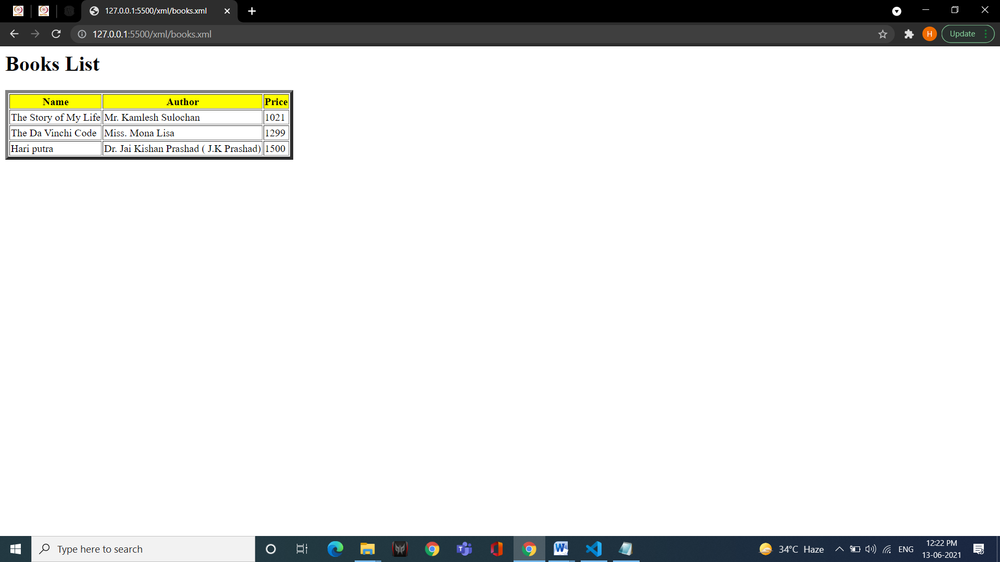 127.0.0.1:5500/xml/books.xml
127.0.0.1:5500/xml/books.xml
H
Update
Books List
Name Author Price
The Story of My Life Mr. Kamlesh Sulochan 1021
The Da Vinchi Code Miss. Mona Lisa 1299
Hari putra Dr. Jai Kishan Prashad ( J.K Prashad) 1500
Type here to search
34°C Haze
ENG
12:22 PM
13-06-2021